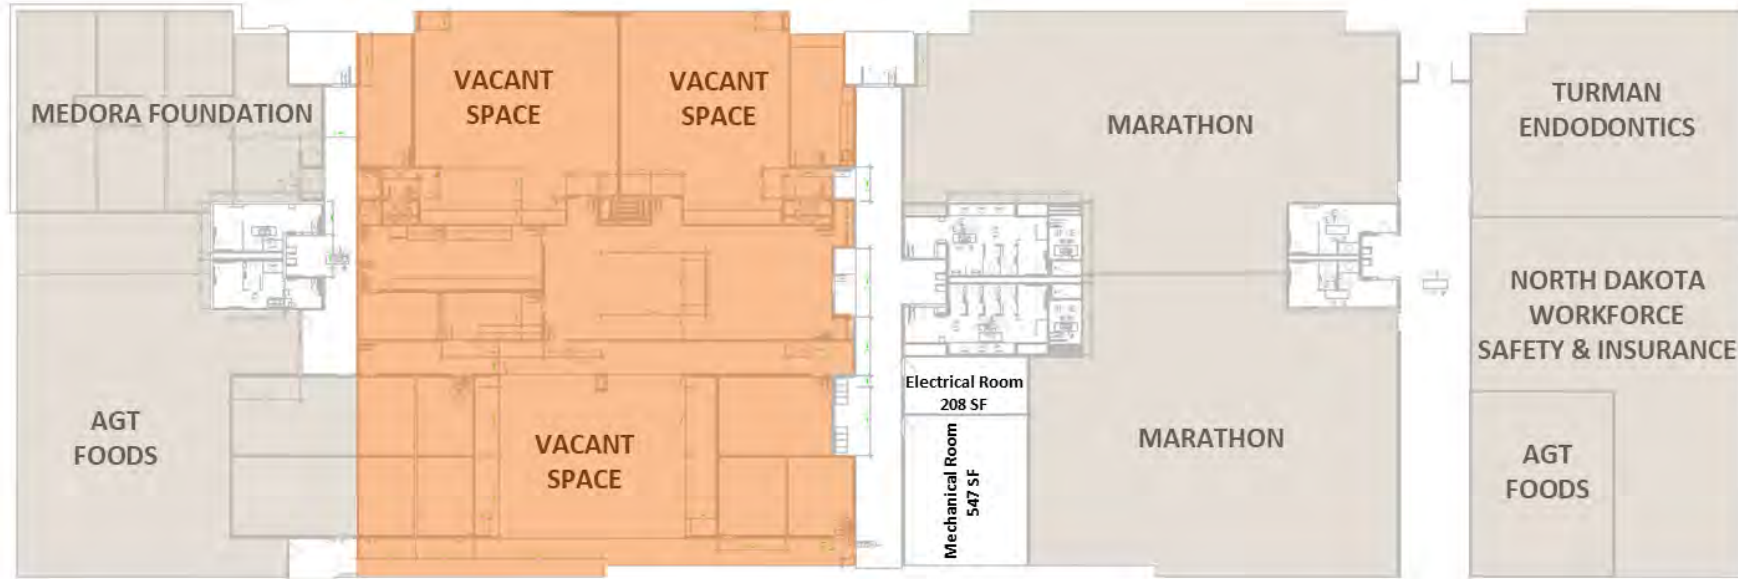 MEDORA FOUNDATION
VACANT
SPACE
VACANT
SPACE
MARATHON
TURMAN
ENDODONTICS
NORTH DAKOTA
WORKFORCE
SAFETY & INSURANCE
AGT
FOODS
VACANT
SPACE
Electrical Room
208 SF
Mechanical Room
547 SF
MARATHON
AGT
FOODS